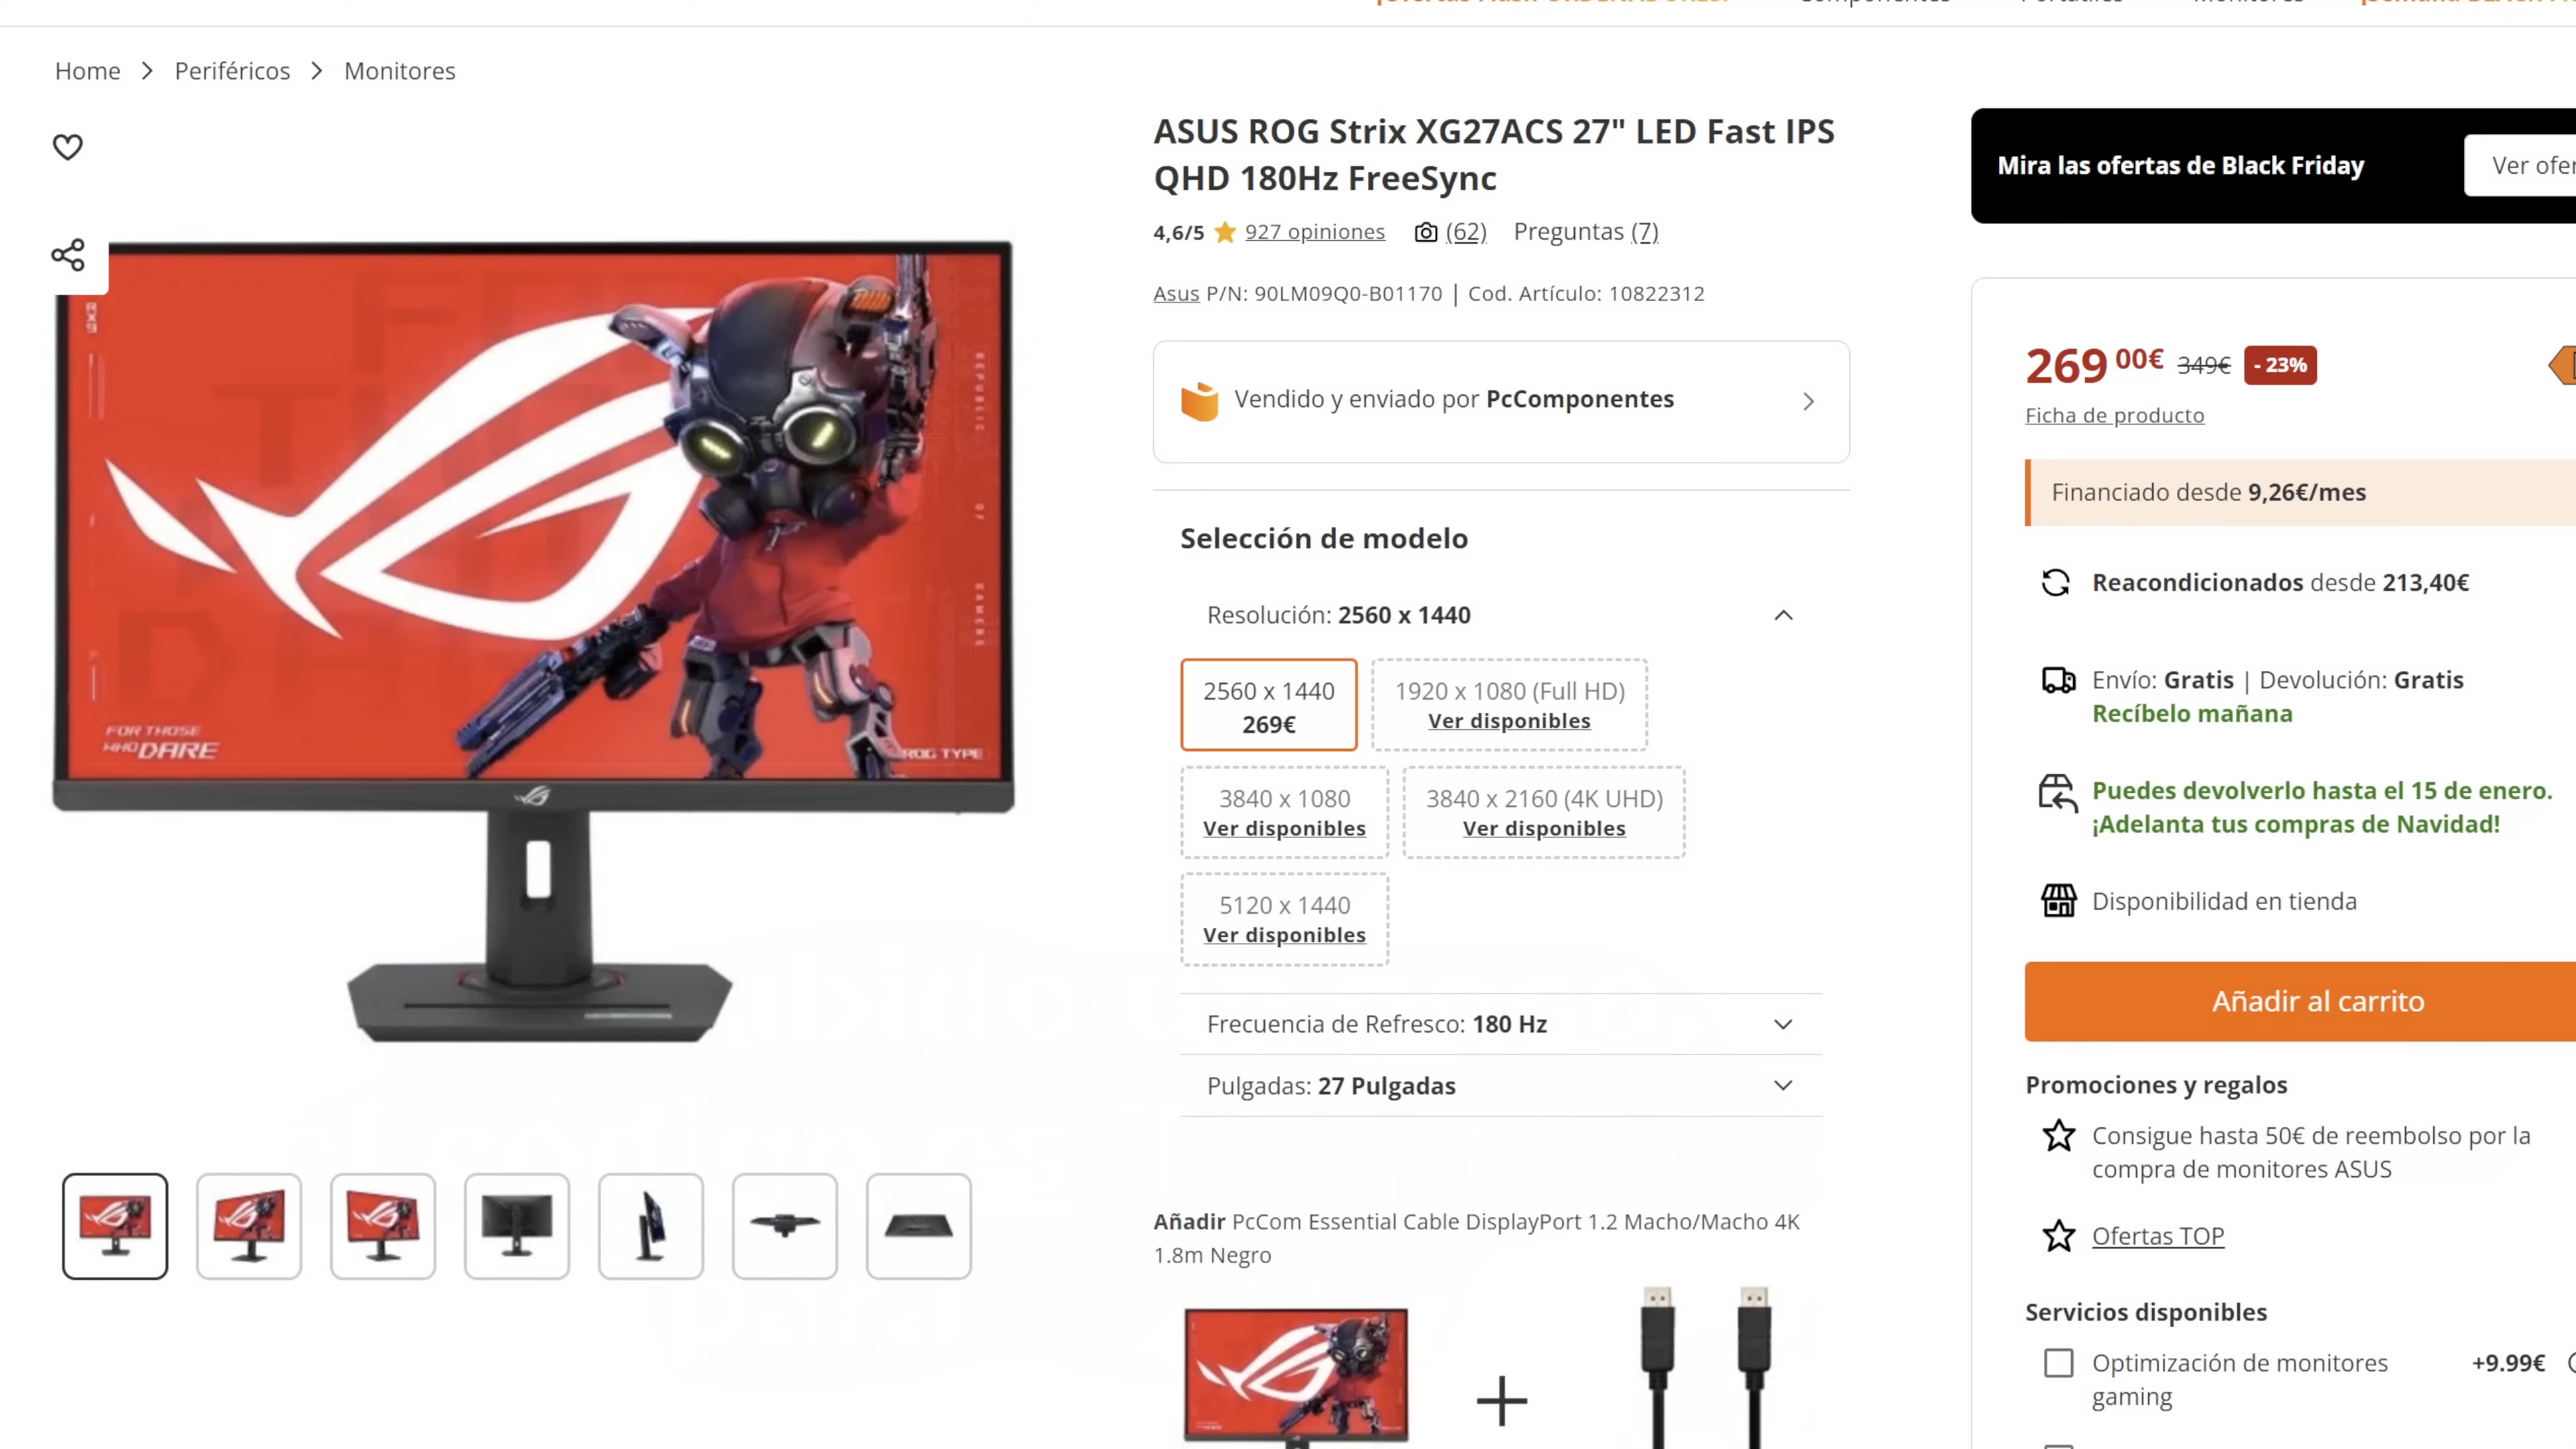 Home > Periféricos > Monitores
ASUS ROG Strix XG27ACS 27" LED Fast IPS
QHD 180Hz FreeSync
4,6/5 927 opiniones (62) Preguntas (7)
Asus P/N: 90LM09Q0-B01170 | Cod. Artículo: 10822312
Vendido y enviado por PcComponentes
Selección de modelo
Resolución: 2560 x 1440
2560 x 1440
269€
1920 x 1080 (Full HD)
Ver disponibles
3840 x 1080
Ver disponibles
3840 x 2160 (4K UHD)
Ver disponibles
5120 x 1440
Ver disponibles
Frecuencia de Refresco: 180 Hz
Pulgadas: 27 Pulgadas
Añadir PcCom Essential Cable DisplayPort 1.2 Macho/Macho 4K
1.8m Negro
FOR THOSE
WHO DARE
ROG TYPE
REPUBLIC OF GAMERS
Mira las ofertas de Black Friday
Ver ofer
269 00€ 349€ - 23%
Ficha de producto
Financiado desde 9,26€/mes
Reacondicionados desde 213,40€
Envío: Gratis | Devolución: Gratis
Recíbelo mañana
Puedes devolverlo hasta el 15 de enero.
¡Adelanta tus compras de Navidad!
Disponibilidad en tienda
Añadir al carrito
Promociones y regalos
Consigue hasta 50€ de reembolso por la
compra de monitores ASUS
Ofertas TOP
Servicios disponibles
Optimización de monitores
gaming
+9.99€